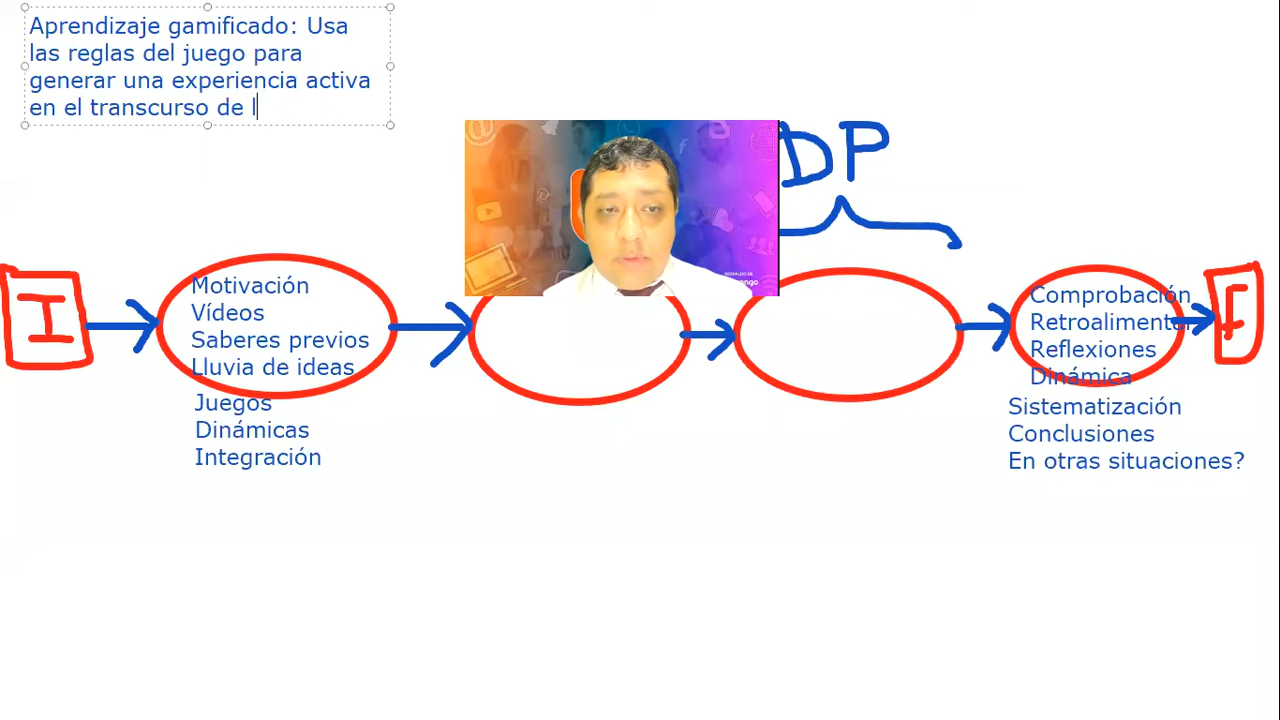 Aprendizaje gamificado: Usa
las reglas del juego para
generar una experiencia activa
en el transcurso de l
DP
I
Motivación
Vídeos
Saberes previos
Lluvia de ideas
Juegos
Dinámicas
Integración
Comprobación
Reflexiones
Dinámica
Sistematización
Conclusiones
En otras situaciones?
F